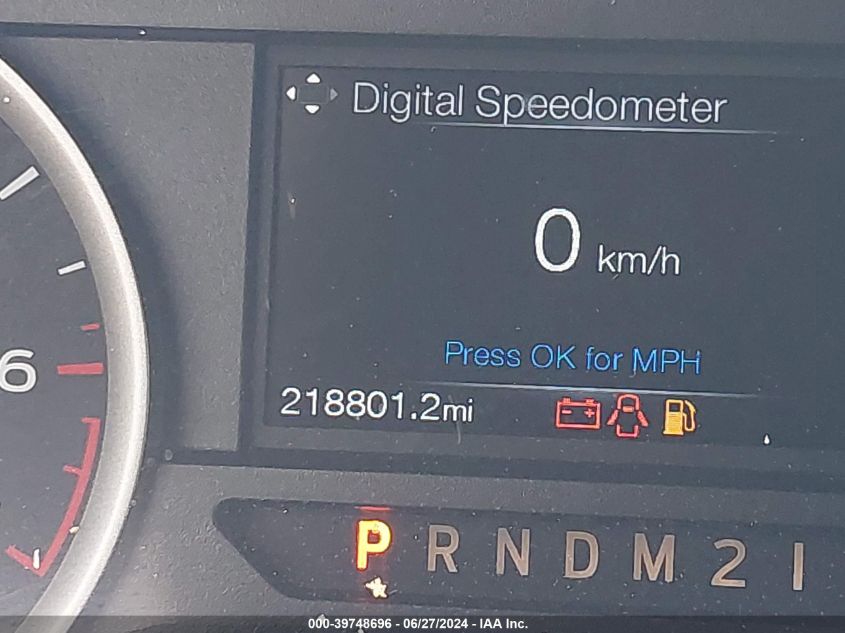 Digital Speedometer
0 km/h
6
Press OK for MPH
218801.2mi
P R N D M 2 1
000-39748696 - 06/27/2024 - IAA Inc.